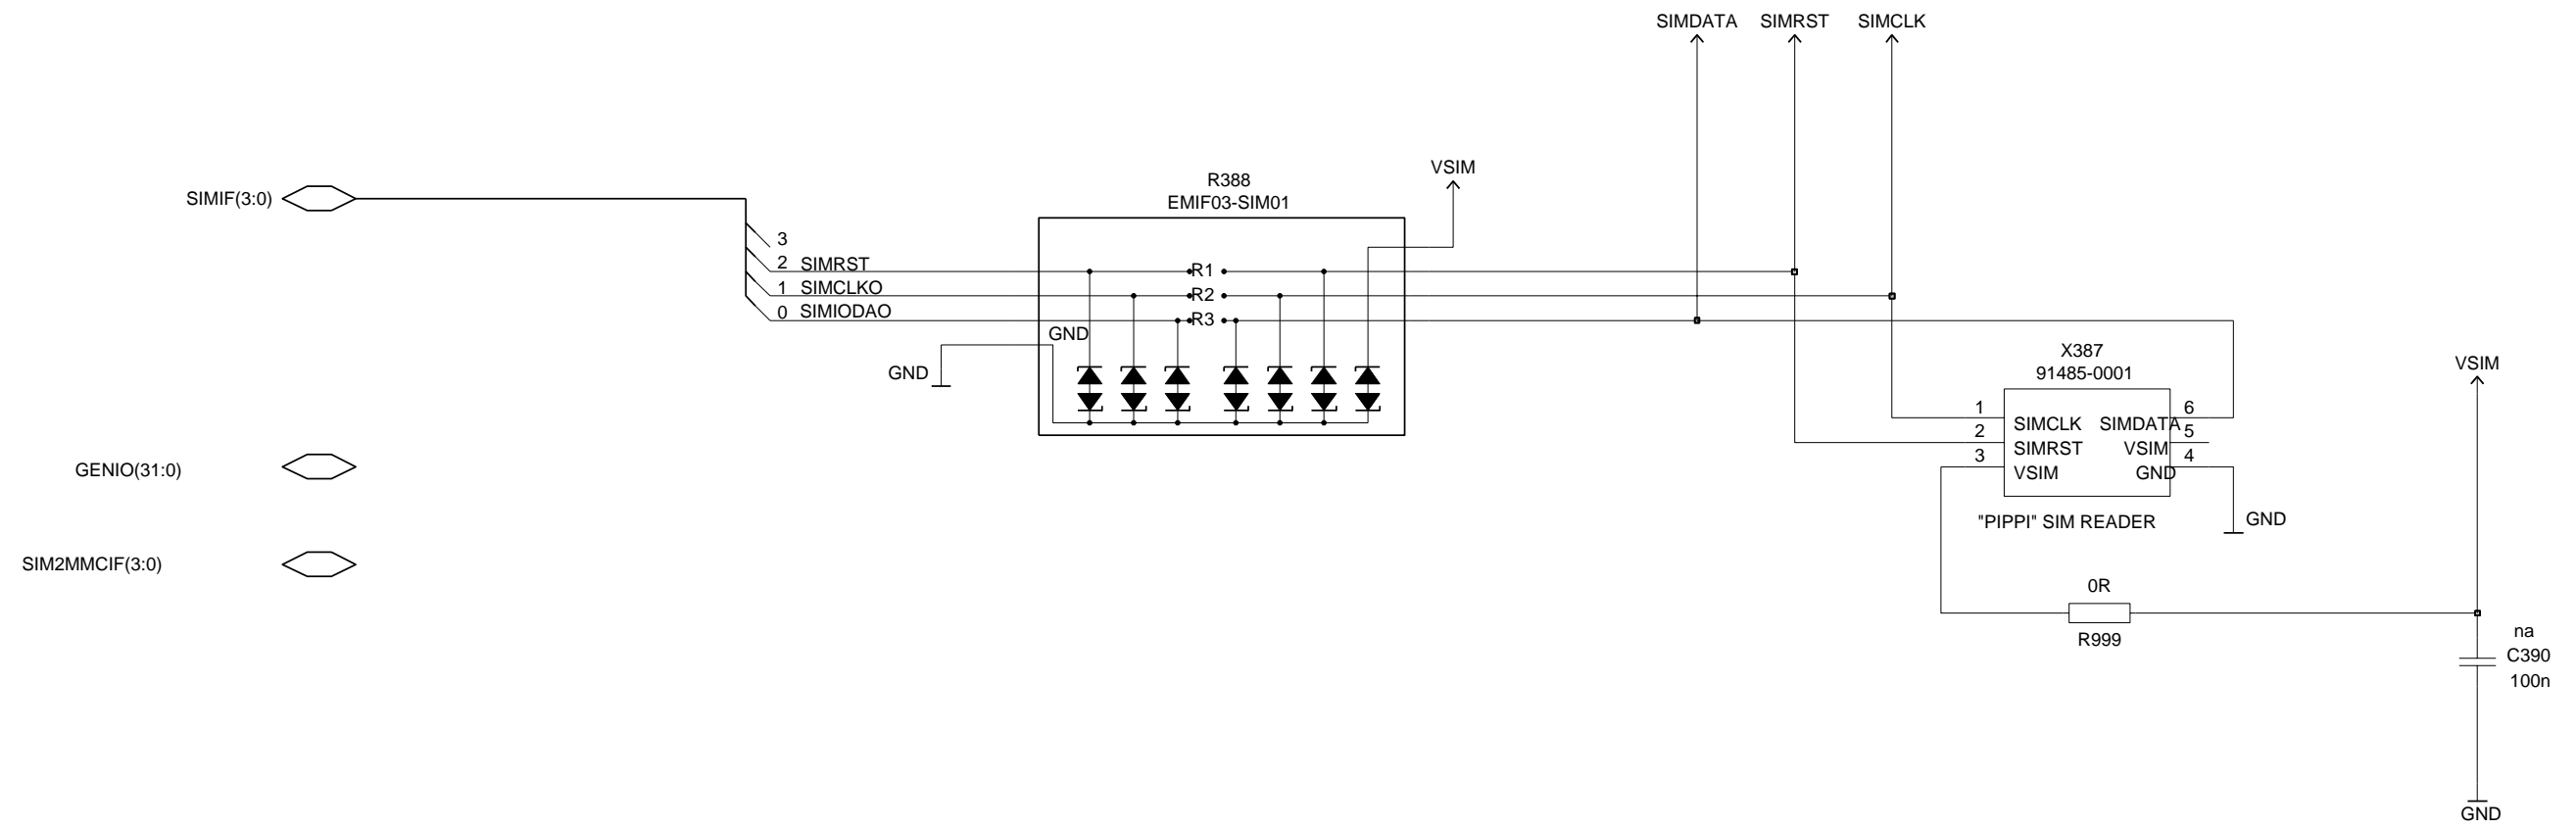 SIMDATA SIMRST SIMCLK
VSIM
R388
EMIF03-SIM01
SIMIF(3:0)
3
2 SIMRST
1 SIMCLKO
0 SIMIODAO
R1
R2
R3
GND
GND
X387
91485-0001
1 SIMCLK SIMDATA 6
2 SIMRST VSIM 5
3 VSIM GND 4
"PIPPI" SIM READER
GND
VSIM
GENIO(31:0)
SIM2MMCIF(3:0)
0R
R999
na
C390
100n
GND